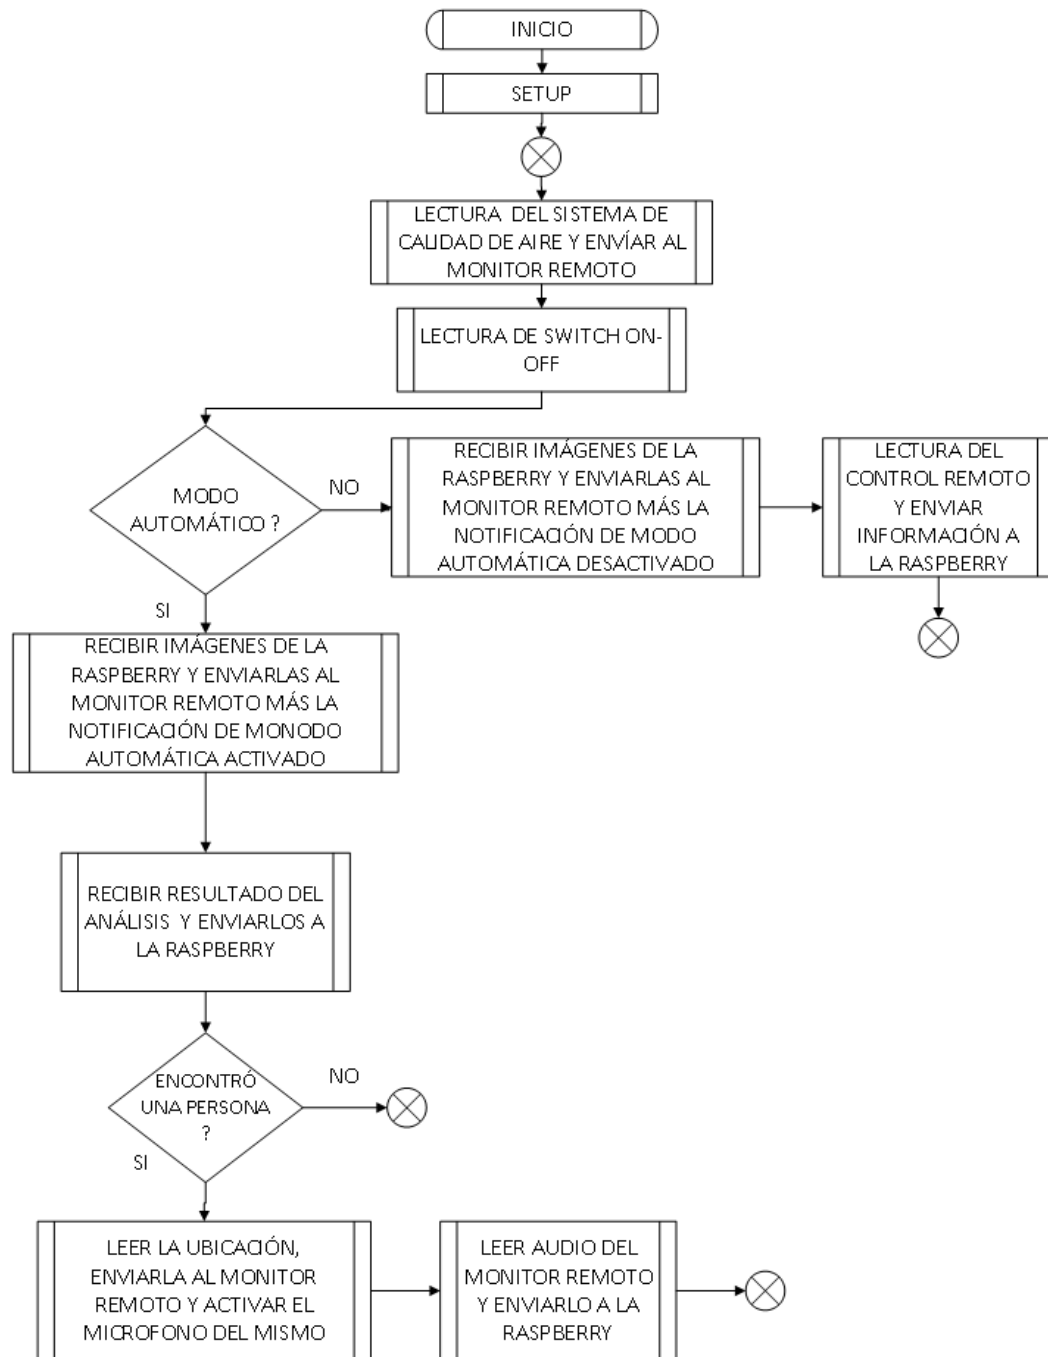 INICIO
SETUP
LECTURA DEL SISTEMA DE
CALIDAD DE AIRE Y ENVÍAR AL
MONITOR REMOTO
LECTURA DE SWITCH ON-
OFF
MODO
AUTOMÁTICO ?
NO
RECIBIR IMÁGENES DE LA
RASPBERRY Y ENVIARLAS AL
MONITOR REMOTO MÁS LA
NOTIFICACIÓN DE MODO
AUTOMÁTICA DESACTIVADO
LECTURA DEL
CONTROL REMOTO
Y ENVIAR
INFORMACIÓN A
LA RASPBERRY
SI
RECIBIR IMÁGENES DE LA
RASPBERRY Y ENVIARLAS AL
MONITOR REMOTO MÁS LA
NOTIFICACIÓN DE MONODO
AUTOMÁTICA ACTIVADO
RECIBIR RESULTADO DEL
ANÁLISIS Y ENVIARLOS A
LA RASPBERRY
ENCONTRÓ
UNA PERSONA
?
NO
SI
LEER LA UBICACIÓN,
ENVIARLA AL MONITOR
REMOTO Y ACTIVAR EL
MICROFONO DEL MISMO
LEER AUDIO DEL
MONITOR REMOTO
Y ENVIARLO A LA
RASPBERRY